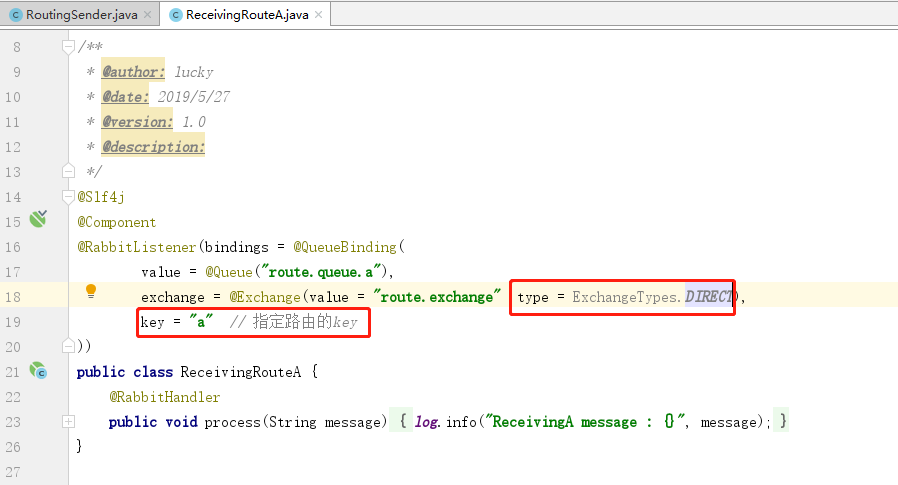 RoutingSender.java × ReceivingRouteA.java ×
8 /**
9 * @author: lucky
10 * @date: 2019/5/27
11 * @version: 1.0
12 * @description:
13 */
14 @Slf4j
15 @Component
16 @RabbitListener(bindings = @QueueBinding(
17 value = @Queue("route.queue.a"),
18 exchange = @Exchange(value = "route.exchange" type = ExchangeTypes.DIRECT),
19 key = "a" // 指定路由的key
20 ))
21 public class ReceivingRouteA {
22 @RabbitHandler
23 public void process(String message) { log.info("ReceivingA message : {}", message); }
26 }
27